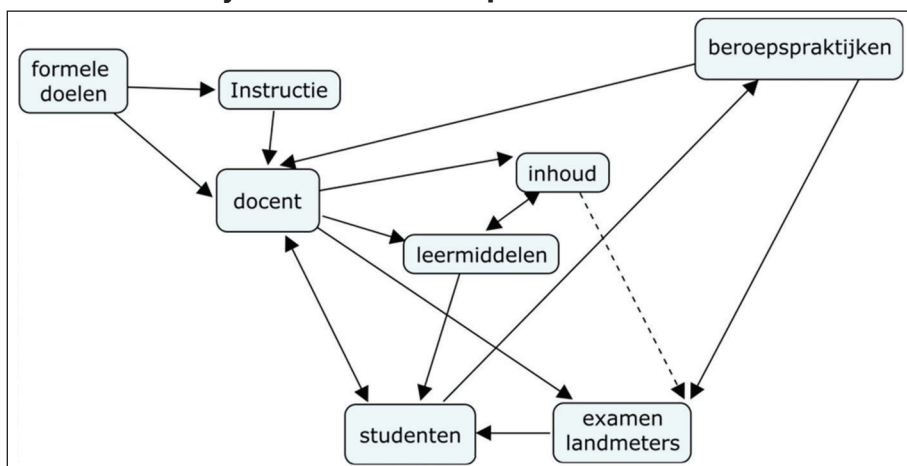 formele
doelen
Instructie
beroepspraktijken
docent
inhoud
leermiddelen
studenten
examen
landmeters